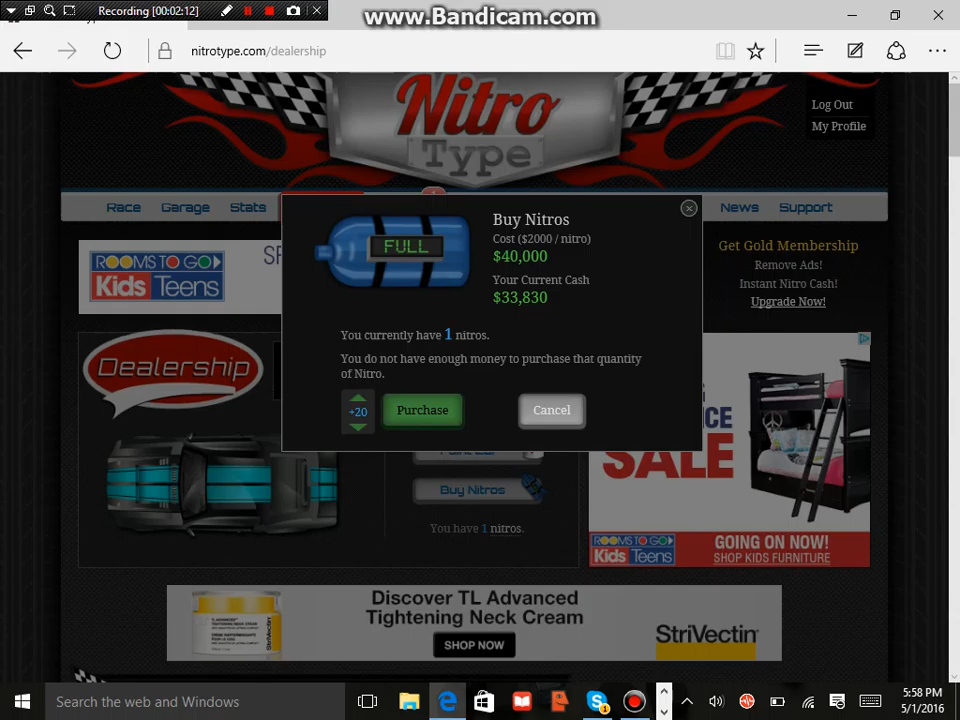 Recording [00:02:12]
www.Bandicam.com
nitrotype.com/dealership
Nitro
Type
Log Out
My Profile
Race Garage Stats News Support
ROOMS TO GO
Kids Teens
FULL
Buy Nitros
Cost ($2000 / nitro)
$40,000
Your Current Cash
$33,830
You currently have 1 nitros.
You do not have enough money to purchase that quantity
of Nitro.
+20 Purchase Cancel
Get Gold Membership
Remove Ads!
Instant Nitro Cash!
Upgrade Now!
Dealership
Buy Nitros
You have 1 nitros.
SALE
ROOMS TO GO
Kids Teens
GOING ON NOW!
SHOP KIDS FURNITURE
Discover TL Advanced
Tightening Neck Cream
SHOP NOW
StriVectin
Search the web and Windows
5:58 PM
5/1/2016